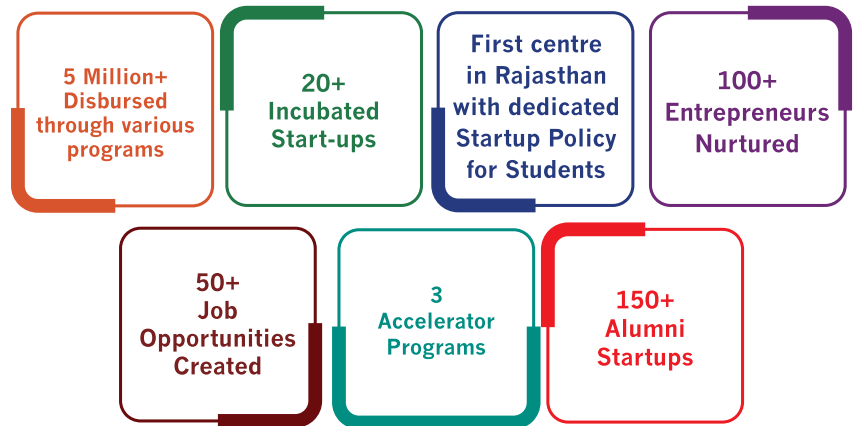 5 Million+
Disbursed
through various
programs
20+
Incubated
Start-ups
First centre
in Rajasthan
with dedicated
Startup Policy
for Students
100+
Entrepreneurs
Nurtured
50+
Job
Opportunities
Created
3
Accelerator
Programs
150+
Alumni
Startups